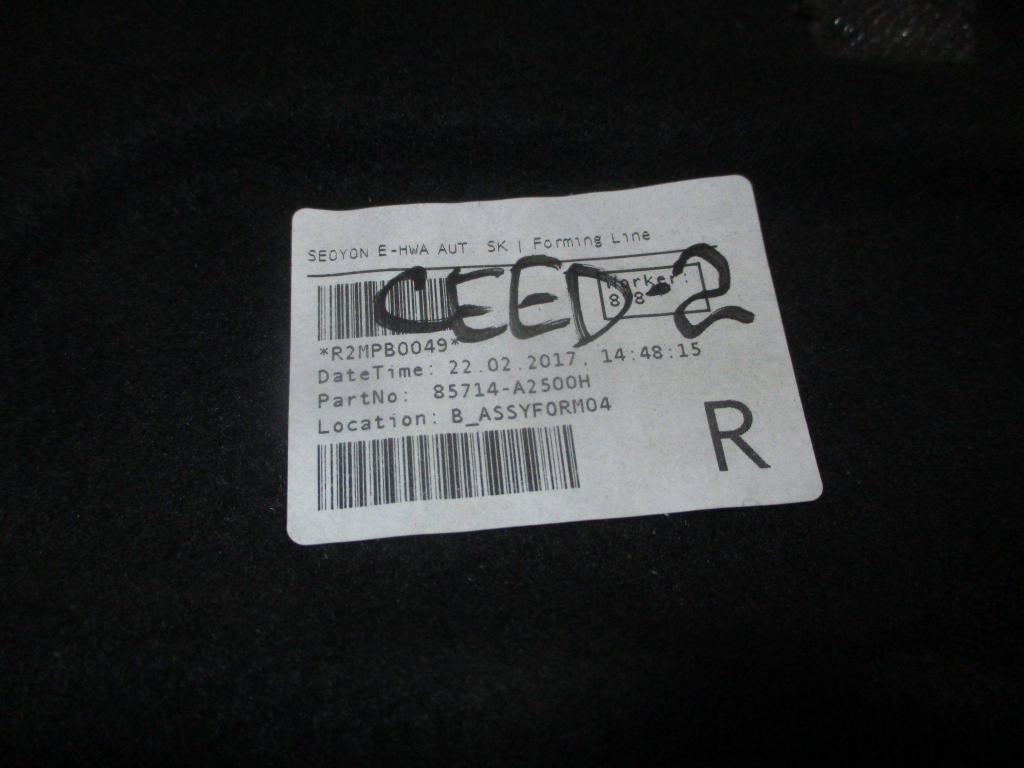 SEOYON E-HWA AUT. SK | Forming Line
CEED-2
Worker:
*R2MPB0049*
DateTime: 22.02.2017, 14:48:15
PartNo: 85714-A2500H
Location: B_ASSYFORM04
R